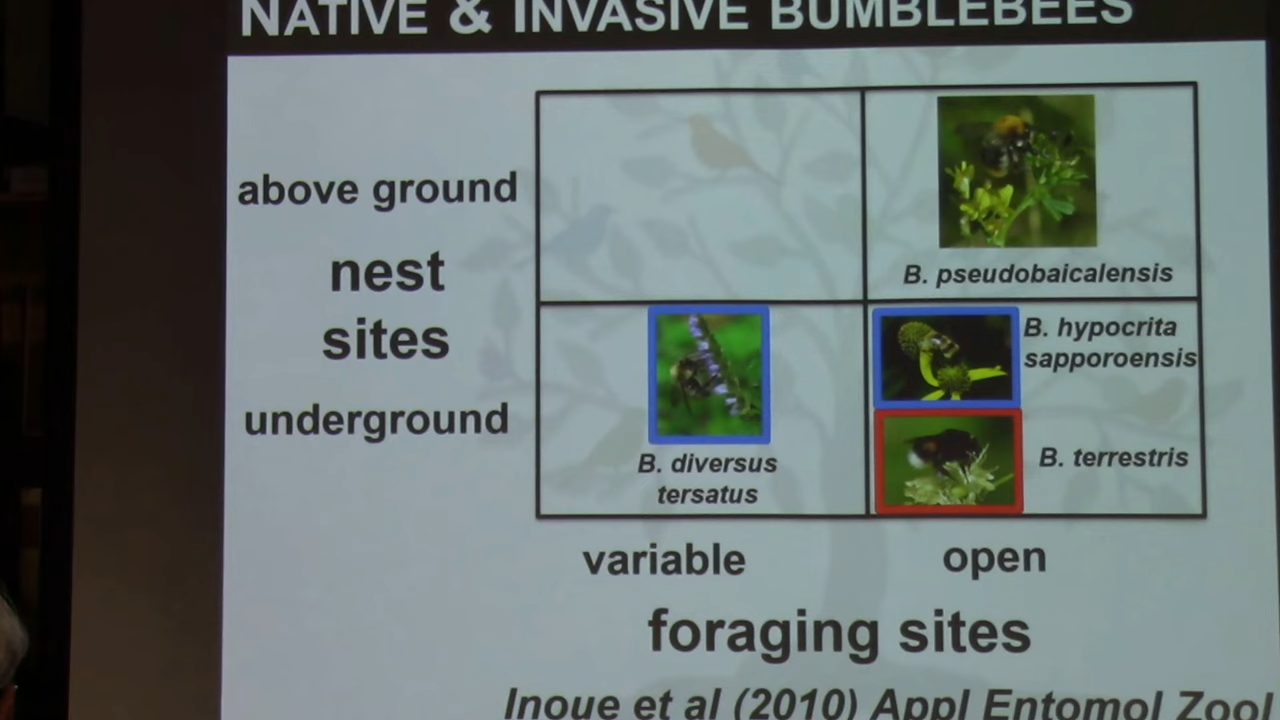 NATIVE & INVASIVE BUMBLEBEES
above ground
nest
sites
underground
B. pseudobaicalensis
B. diversus
tersatus
B. hypocrita
sapporoensis
B. terrestris
variable
open
foraging sites
Inoue et al (2010) Appl Entomol Zool